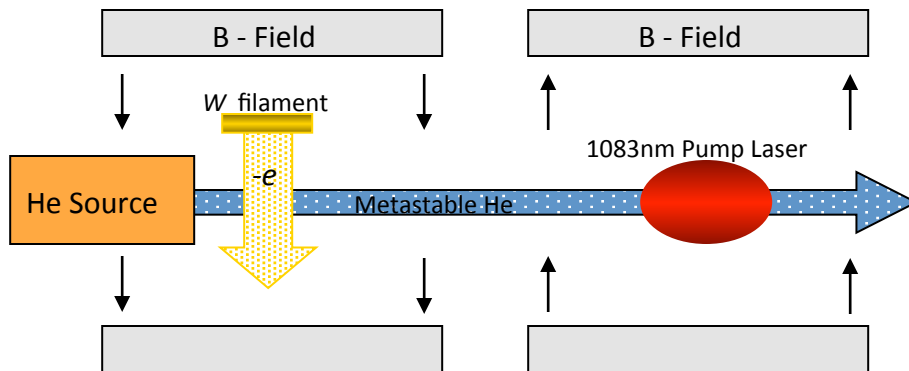 B - Field
B - Field
W filament
1083nm Pump Laser
-e
He Source
Metastable He